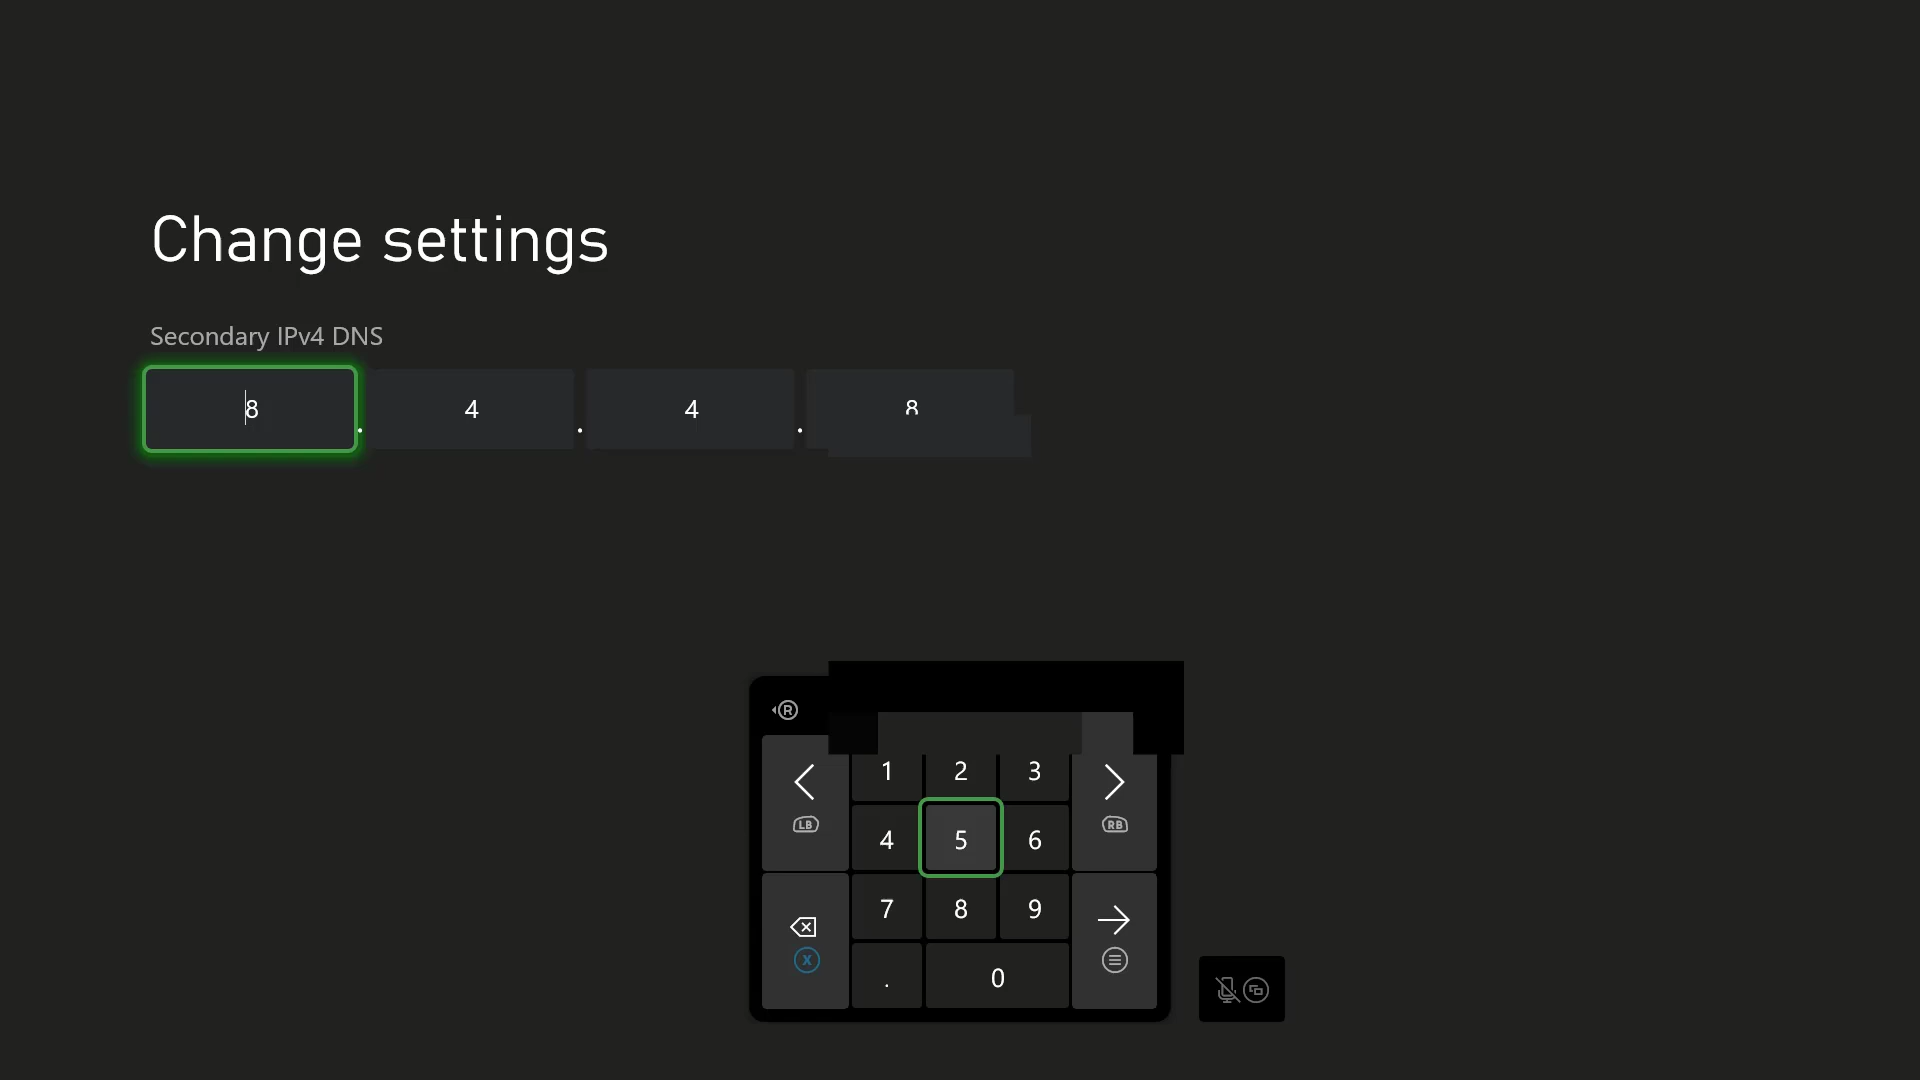 Change settings
Secondary IPv4 DNS
8 . 4 . 4 . 8
R
1 2 3
LB RB
4 5 6
7 8 9
X
. 0